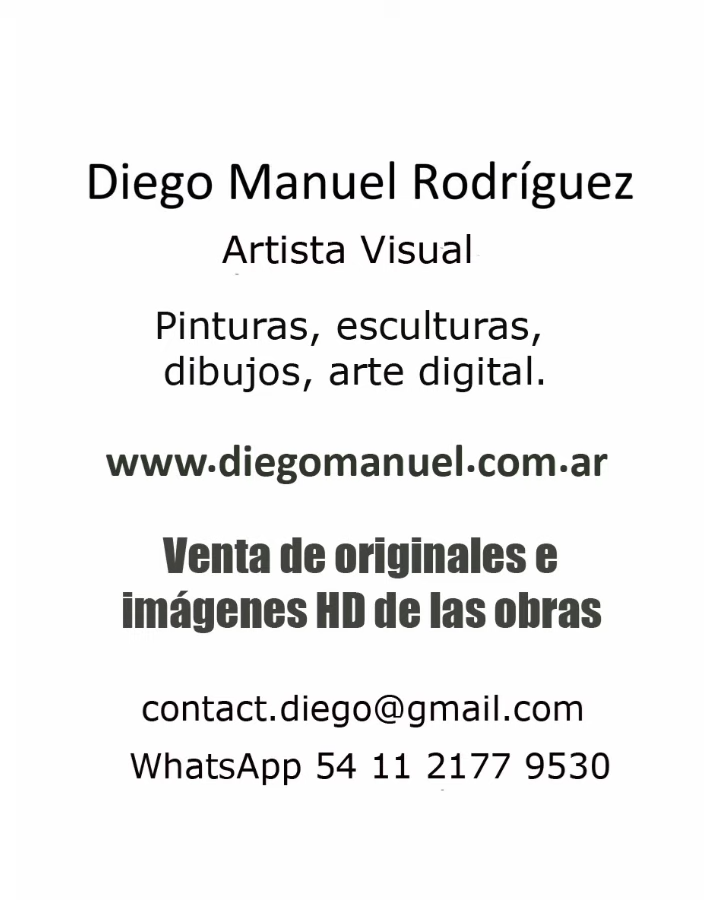 Diego Manuel Rodríguez
Artista Visual
Pinturas, esculturas,
dibujos, arte digital.
www.diegomanuel.com.ar
Venta de originales e
imágenes HD de las obras
contact.diego@gmail.com
WhatsApp 54 11 2177 9530